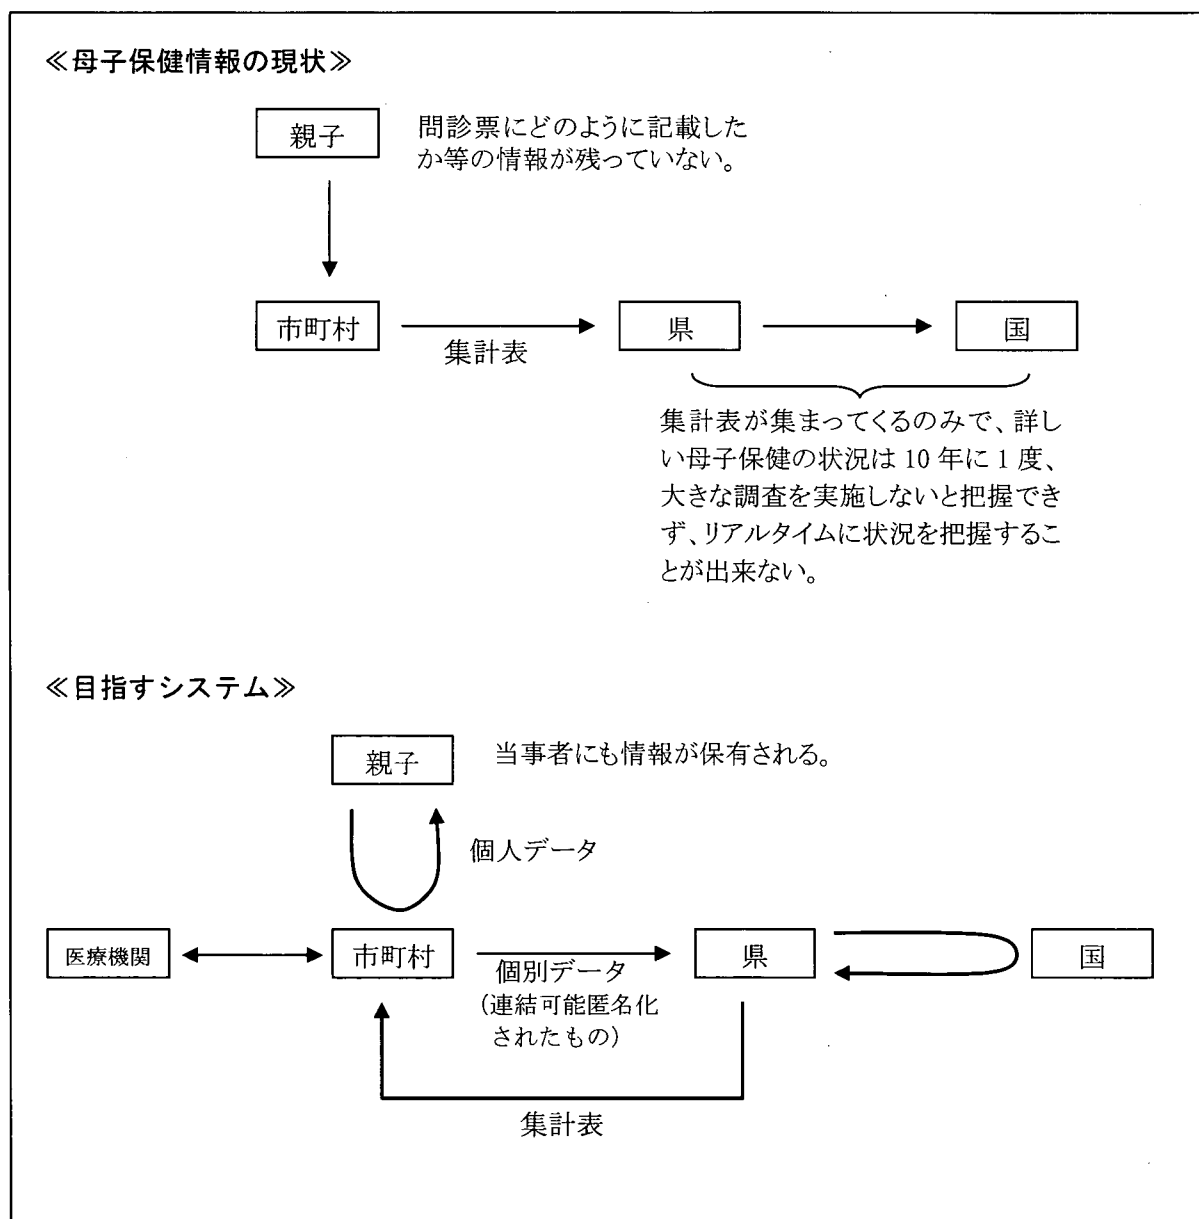 ≪母子保健情報の現状≫
親子
問診票にどのように記載した
か等の情報が残っていない。
市町村
集計表
県
国
集計表が集まってくるのみで、詳し
い母子保健の状況は 10 年に 1 度、
大きな調査を実施しないと把握でき
ず、リアルタイムに状況を把握するこ
とが出来ない。
≪目指すシステム≫
親子
当事者にも情報が保有される。
個人データ
医療機関
市町村
個別データ
(連結可能匿名化
されたもの)
県
国
集計表